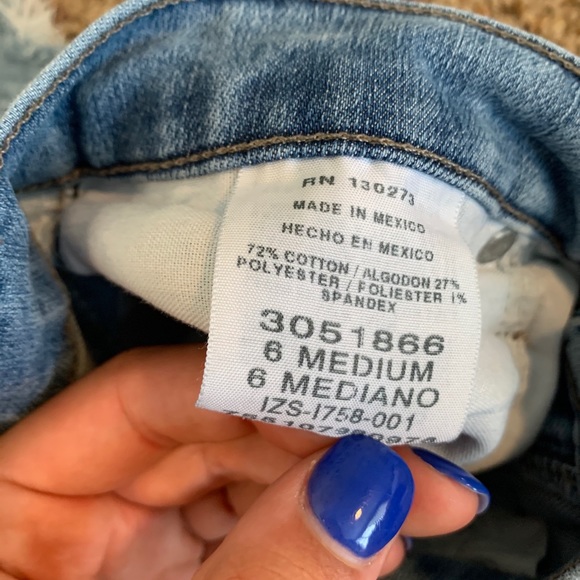 RN 130273
MADE IN MEXICO
HECHO EN MEXICO
72% COTTON / ALGODON 27%
POLYESTER / POLIESTER 1%
SPANDEX
3051866
6 MEDIUM
6 MEDIANO
IZS-I758-001